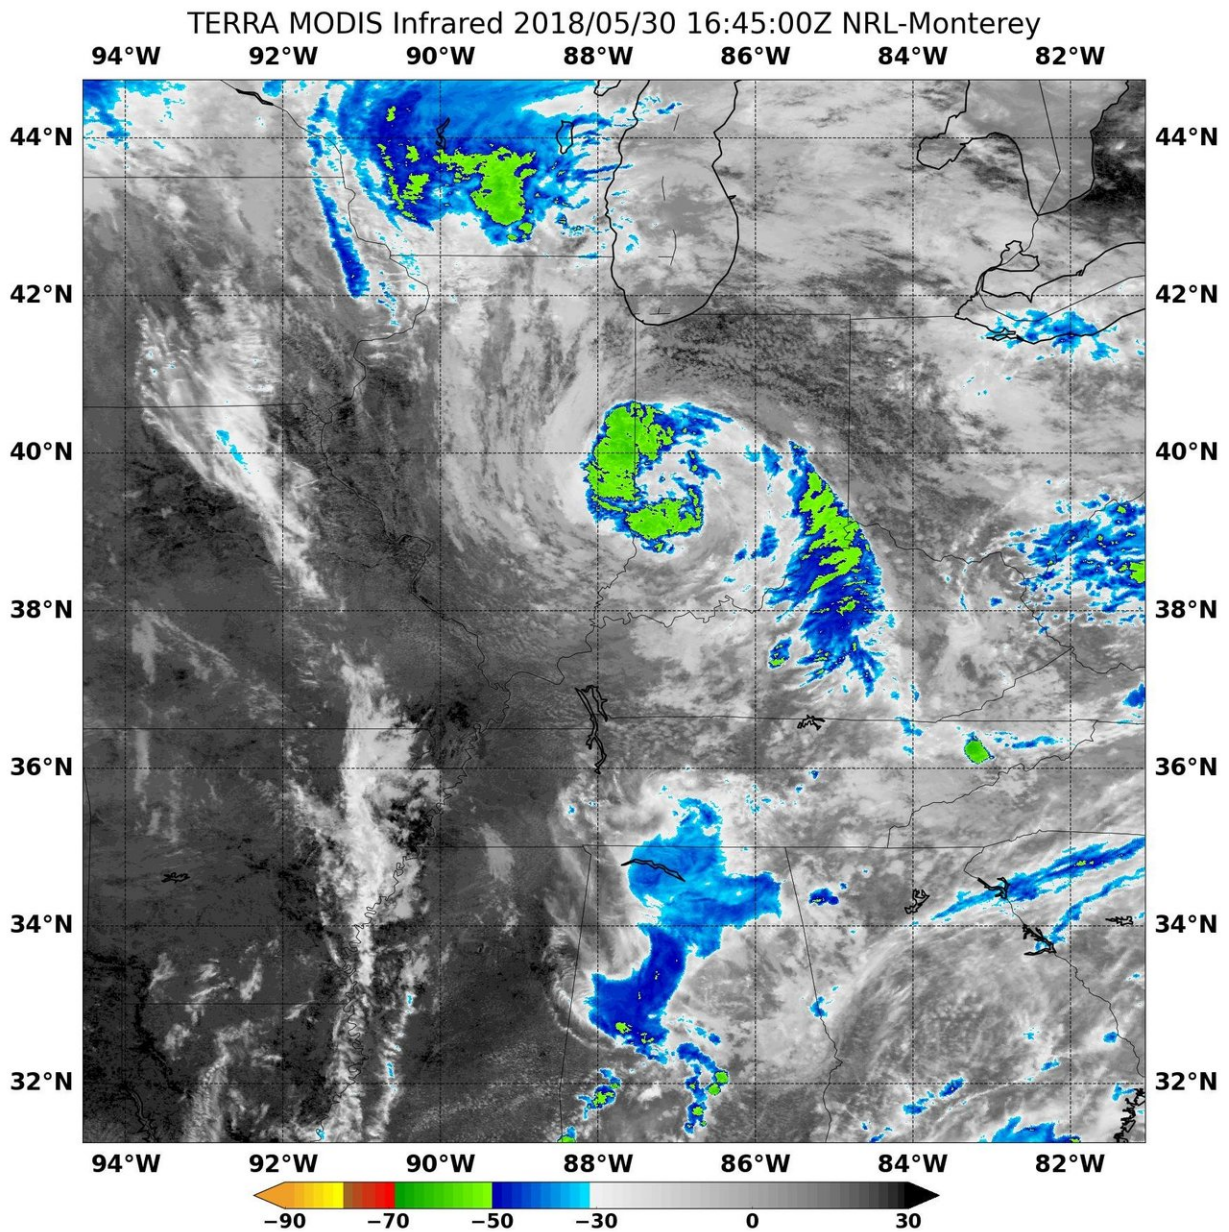 TERRA MODIS Infrared 2018/05/30 16:45:00Z NRL-Monterey
94°W 92°W 90°W 88°W 86°W 84°W 82°W
44°N 44°N
42°N 42°N
40°N 40°N
38°N 38°N
36°N 36°N
34°N 34°N
32°N 32°N
94°W 92°W 90°W 88°W 86°W 84°W 82°W
−90 −70 −50 −30 0 30